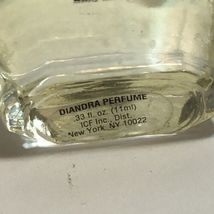 DIANDRA PERFUME
.33 fl. oz. (11ml)
ICF Inc., Dist.
New York, NY 10022